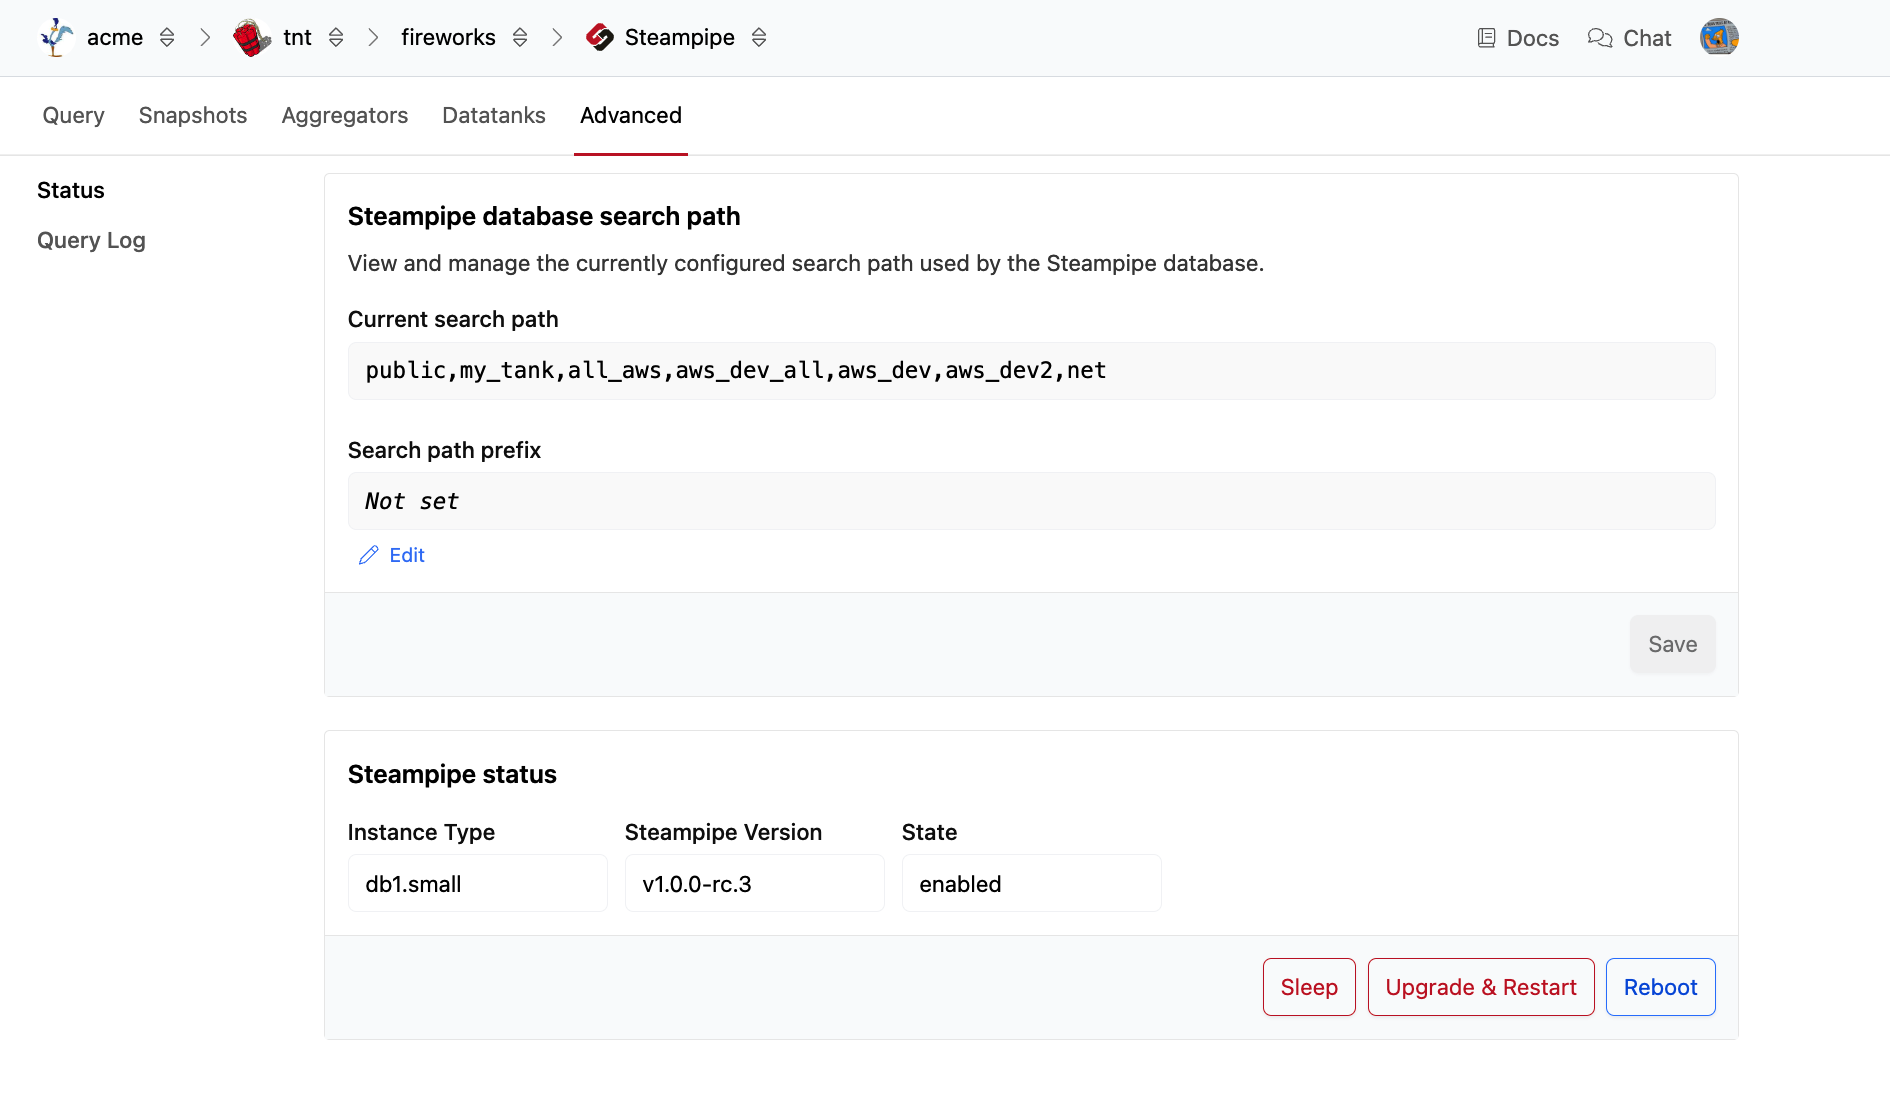 acme tnt fireworks Steampipe Docs Chat
Query Snapshots Aggregators Datatanks Advanced
Status
Query Log
Steampipe database search path
View and manage the currently configured search path used by the Steampipe database.
Current search path
public,my_tank,all_aws,aws_dev_all,aws_dev,aws_dev2,net
Search path prefix
Not set
Edit
Save
Steampipe status
Instance Type Steampipe Version State
db1.small v1.0.0-rc.3 enabled
Sleep Upgrade & Restart Reboot